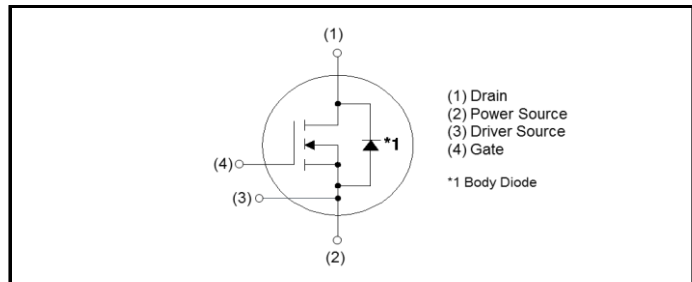 (1)
(1) Drain
(2) Power Source
(3) Driver Source
(4) Gate
*1
(4)
*1 Body Diode
(3)
(2)